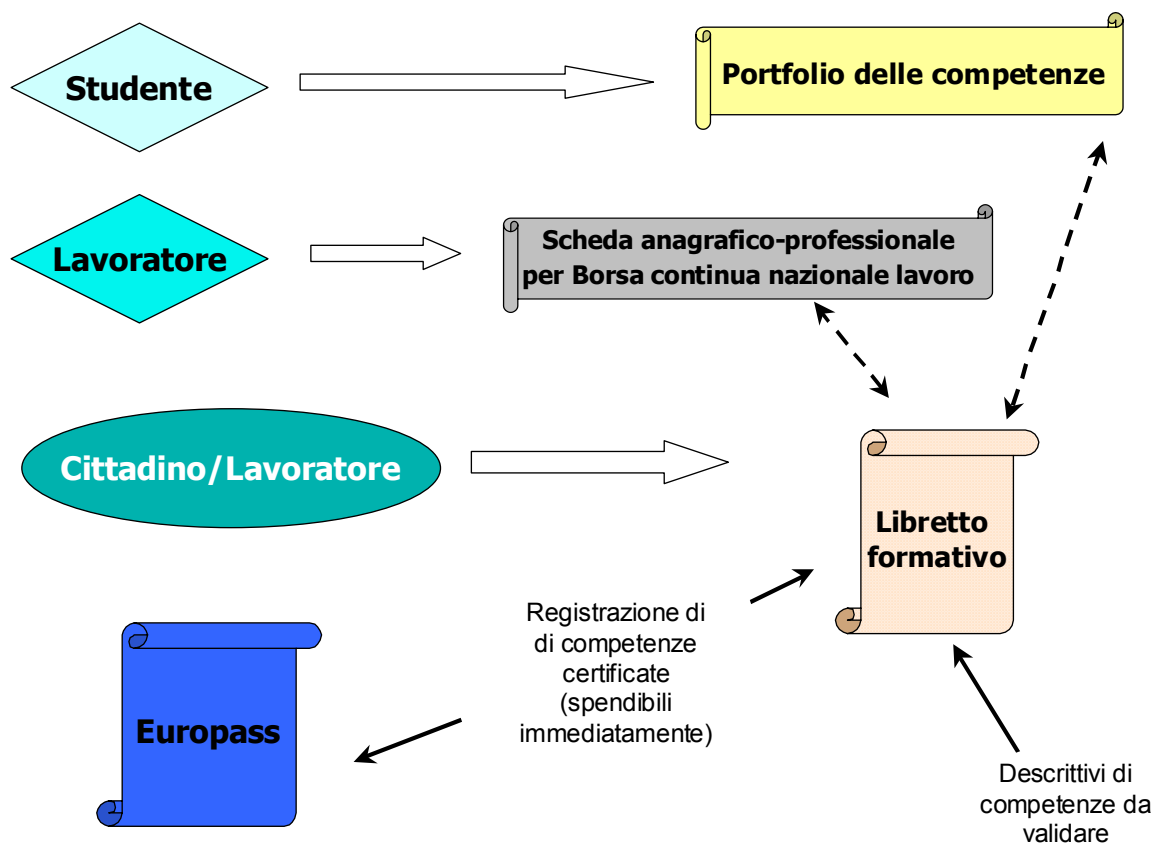 Studente
Portfolio delle competenze
Lavoratore
Scheda anagrafico-professionale
per Borsa continua nazionale lavoro
Cittadino/Lavoratore
Libretto
formativo
Registrazione di
di competenze
certificate
(spendibili
immediatamente)
Europass
Descrittivi di
competenze da
validare